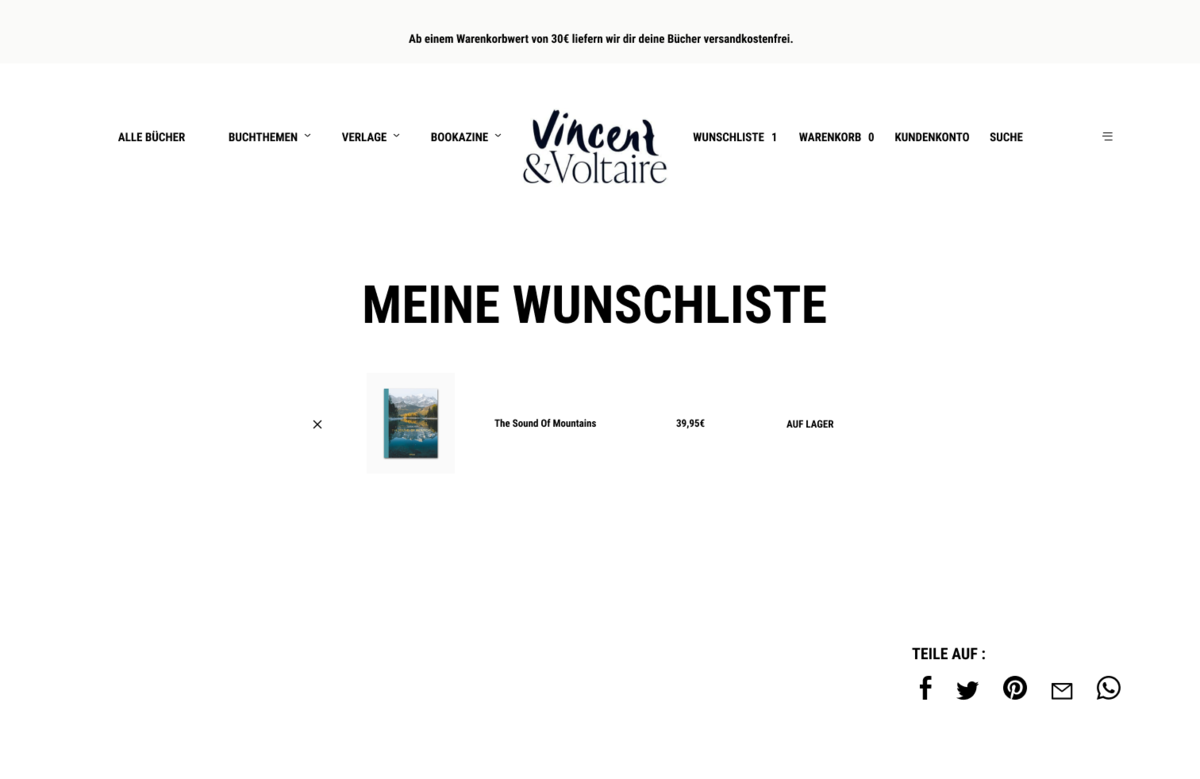 Ab einem Warenkorbwert von 30€ liefern wir dir deine Bücher versandkostenfrei.
ALLE BÜCHER BUCHTHEMEN VERLAGE BOOKAZINE
Vincent
&Voltaire
WUNSCHLISTE 1 WARENKORB 0 KUNDENKONTO SUCHE
MEINE WUNSCHLISTE
The Sound Of Mountains 39,95€ AUF LAGER
TEILE AUF :